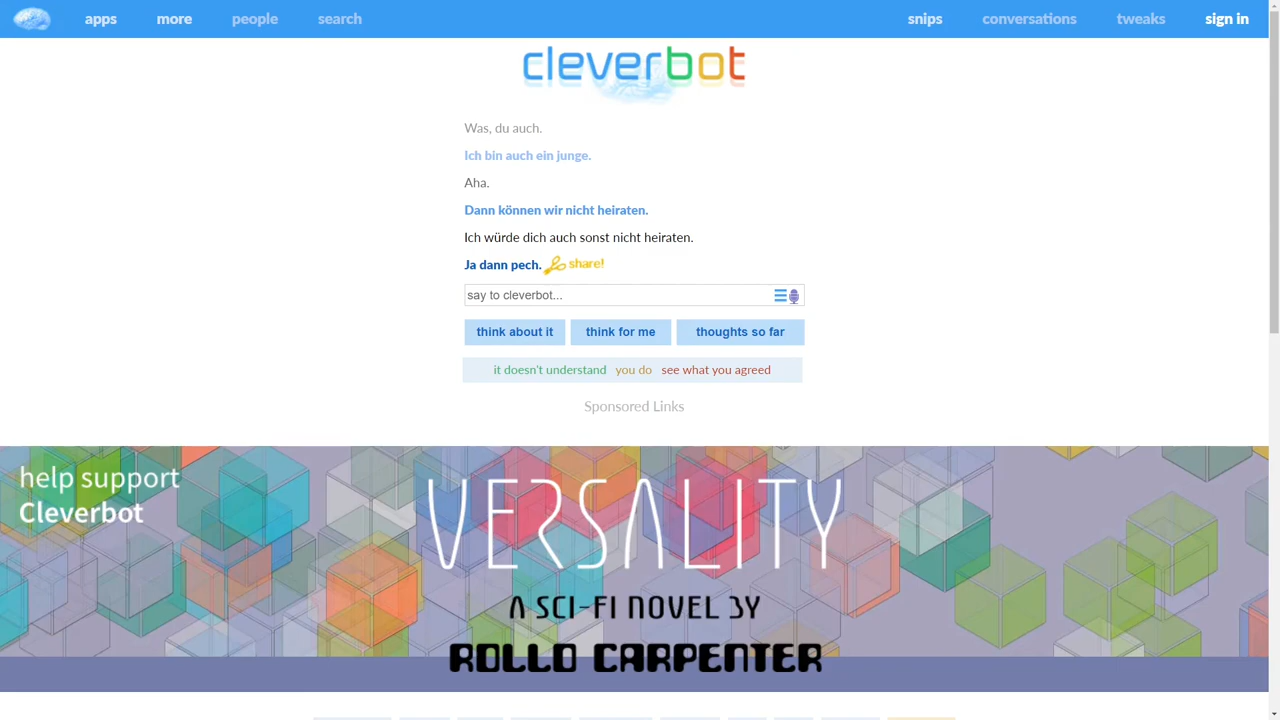 apps more people search snips conversations tweaks sign in
cleverbot
Was, du auch.
Ich bin auch ein junge.
Aha.
Dann können wir nicht heiraten.
Ich würde dich auch sonst nicht heiraten.
Ja dann pech. share!
say to cleverbot...
think about it think for me thoughts so far
it doesn't understand you do see what you agreed
Sponsored Links
help support
Cleverbot
VERSALITY
A SCI-FI NOVEL BY
ROLLO CARPENTER